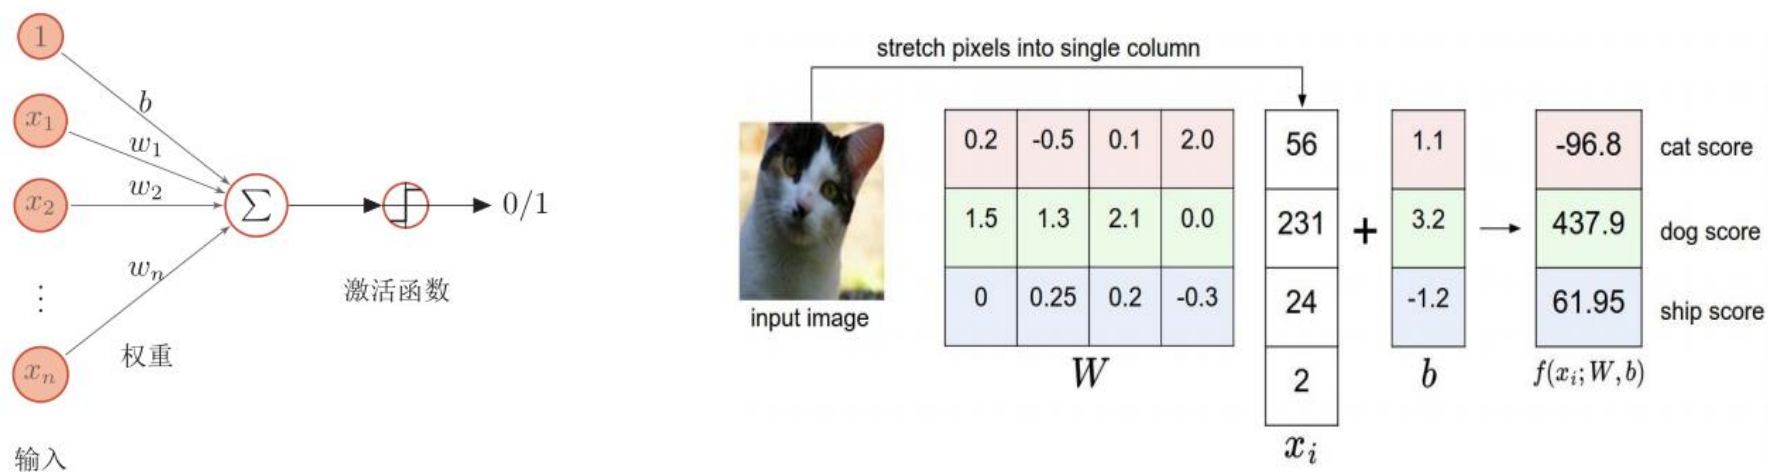 1
b
x₁
w₁
x₂
w₂
∑
0/1
wₙ
⋮
激活函数
xₙ
权重
输入
stretch pixels into single column
input image
0.2 -0.5 0.1 2.0
1.5 1.3 2.1 0.0
0 0.25 0.2 -0.3
W
56
231
24
2
xᵢ
+
1.1
3.2
-1.2
b
-96.8 cat score
437.9 dog score
61.95 ship score
f(xᵢ; W, b)